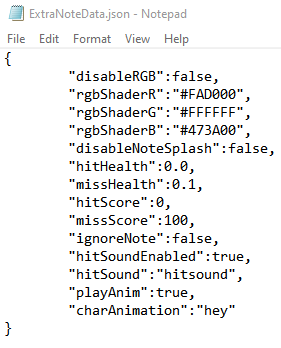 ExtraNoteData.json - Notepad
File Edit Format View Help
{
"disableRGB":false,
"rgbShaderR":"#FAD000",
"rgbShaderG":"#FFFFFF",
"rgbShaderB":"#473A00",
"disableNoteSplash":false,
"hitHealth":0.0,
"missHealth":0.1,
"hitScore":0,
"missScore":100,
"ignoreNote":false,
"hitSoundEnabled":true,
"hitSound":"hitsound",
"playAnim":true,
"charAnimation":"hey"
}